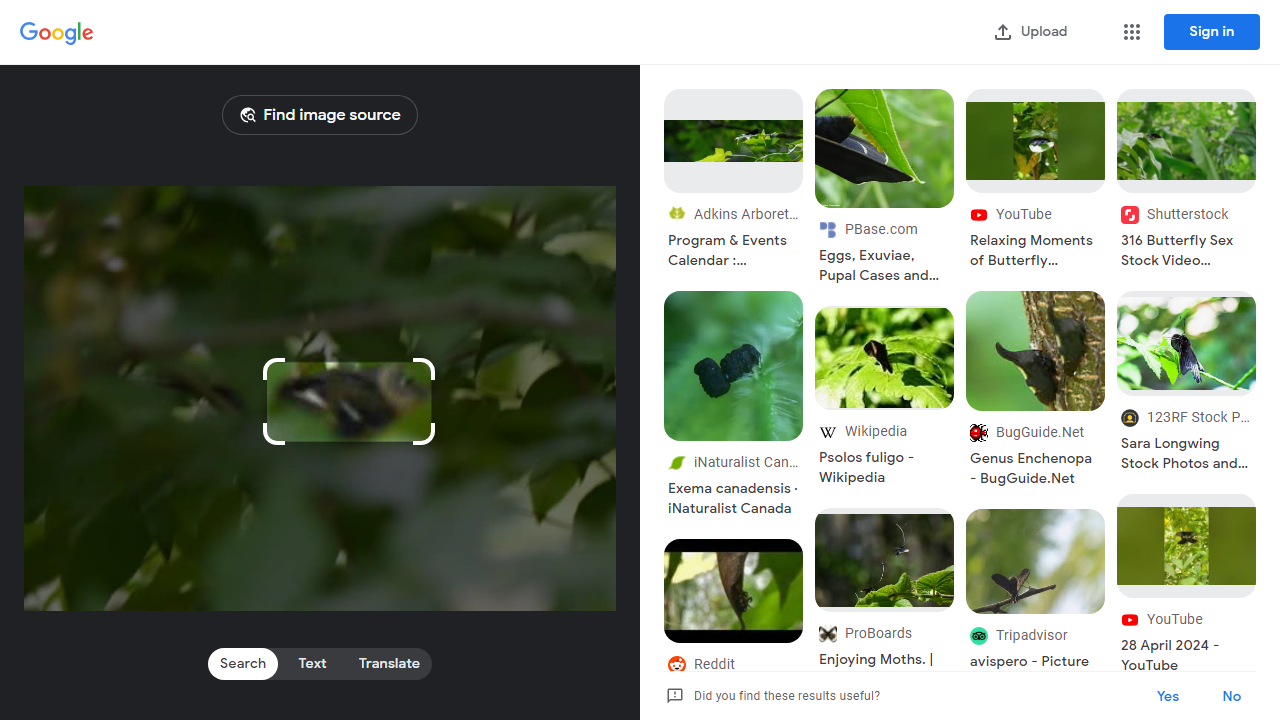 Google
Upload
Sign in
Find image source
Search
Text
Translate
Adkins Arboret...
Program & Events
Calendar :...
PBase.com
Eggs, Exuviae,
Pupal Cases and...
YouTube
Relaxing Moments
of Butterfly...
Shutterstock
316 Butterfly Sex
Stock Video...
iNaturalist Can...
Exema canadensis ·
iNaturalist Canada
Wikipedia
Psolos fuligo -
Wikipedia
BugGuide.Net
Genus Enchenopa
- BugGuide.Net
123RF Stock P...
Sara Longwing
Stock Photos and...
Reddit
ProBoards
Enjoying Moths. |
Tripadvisor
avispero - Picture
YouTube
28 April 2024 -
YouTube
Did you find these results useful?
Yes
No